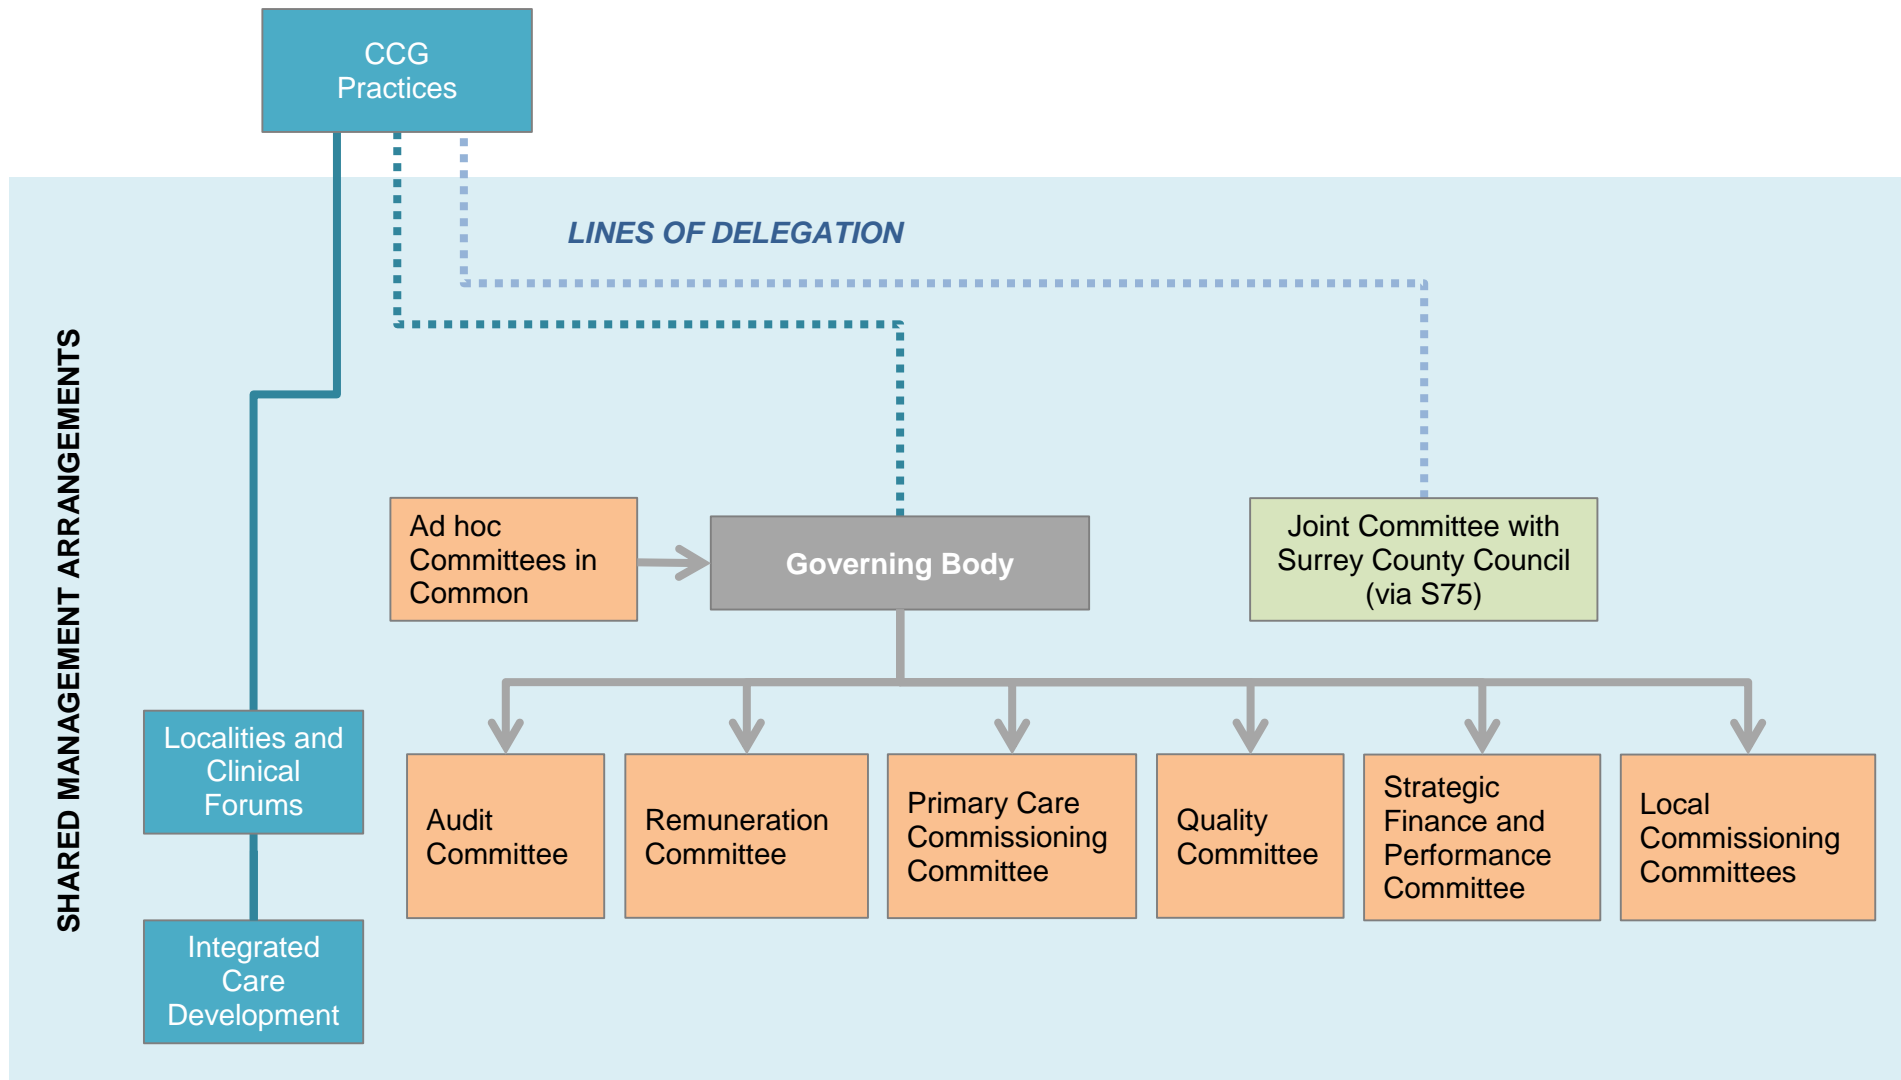 CCG
Practices
LINES OF DELEGATION
SHARED MANAGEMENT ARRANGEMENTS
Ad hoc
Committees in
Common
Governing Body
Joint Committee with
Surrey County Council
(via S75)
Localities and
Clinical
Forums
Audit
Committee
Remuneration
Committee
Primary Care
Commissioning
Committee
Quality
Committee
Strategic
Finance and
Performance
Committee
Local
Commissioning
Committees
Integrated
Care
Development